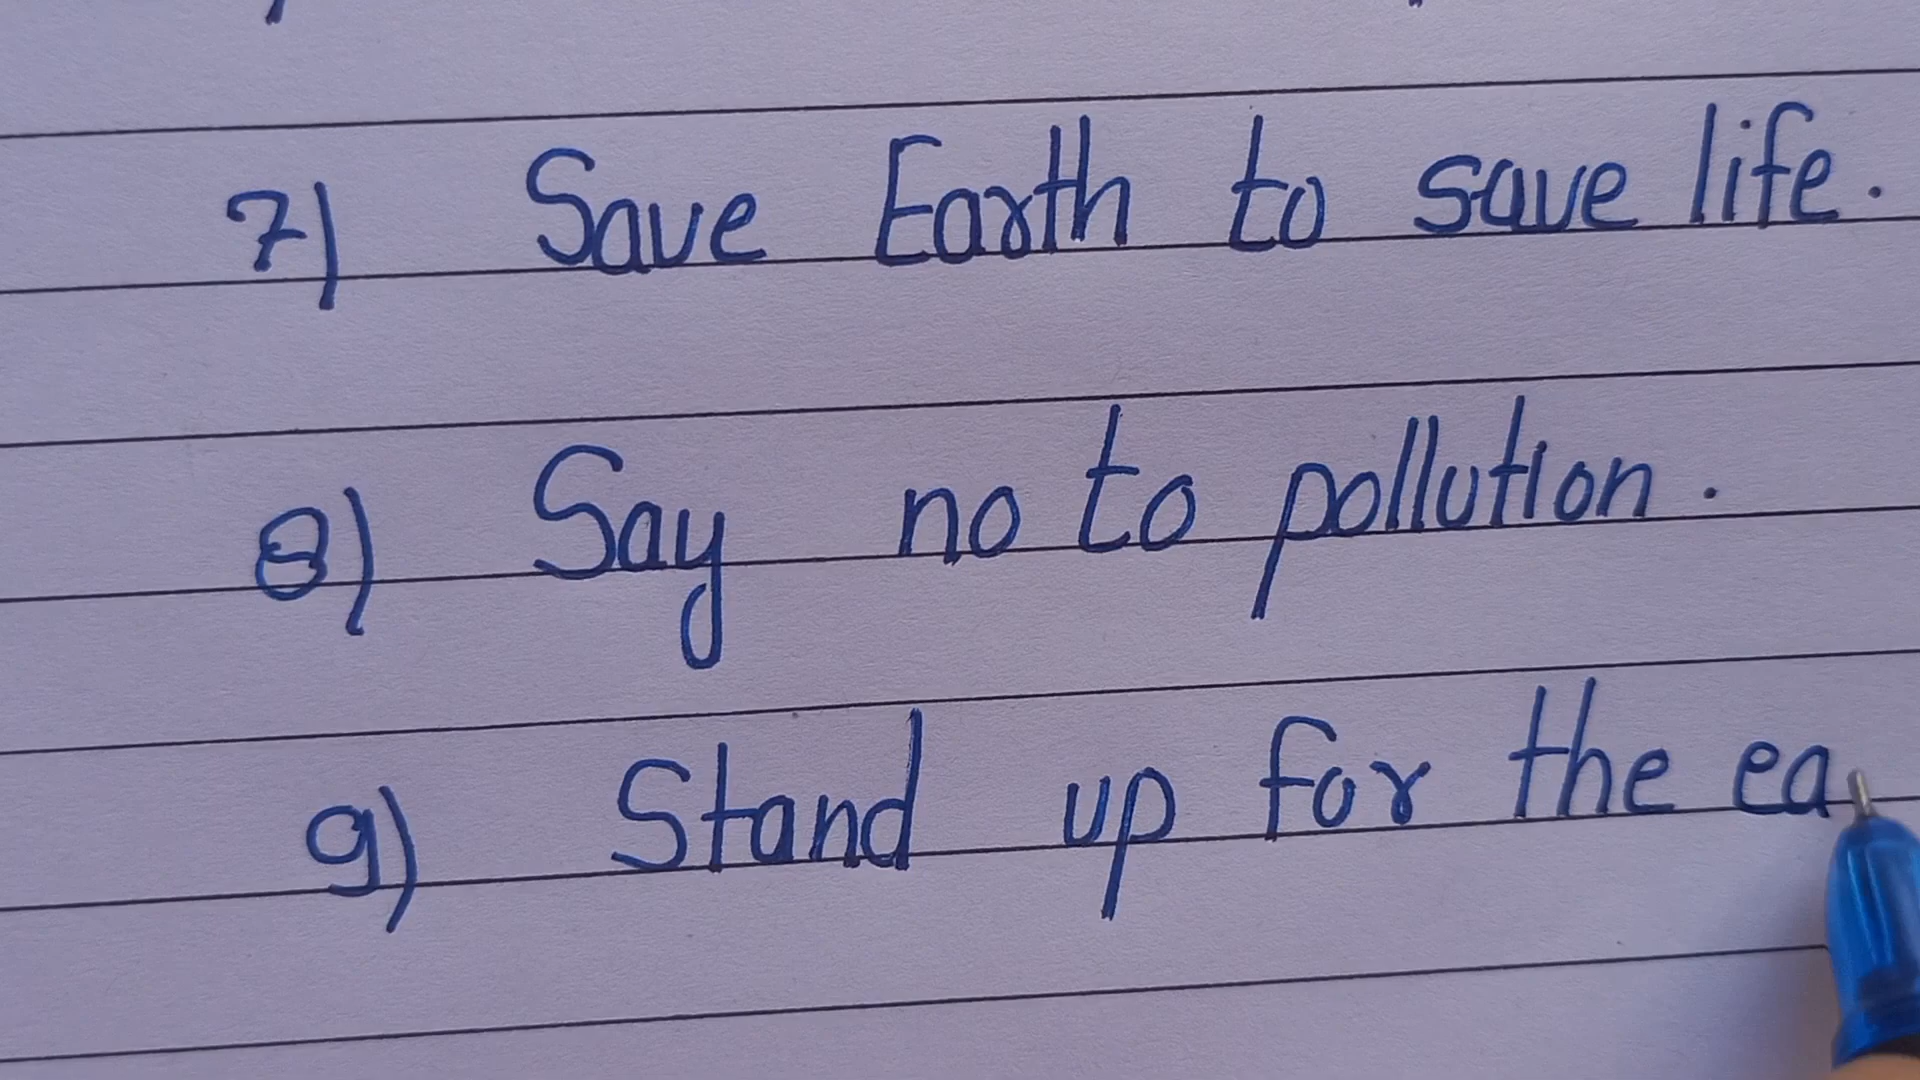 7) Save Earth to save life.
8) Say no to pollution.
9) Stand up for the ea